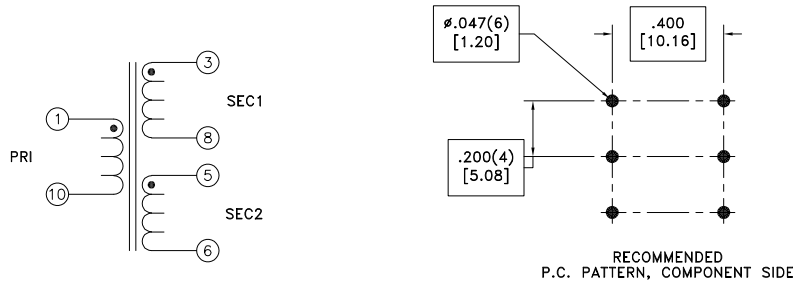 1
10
PRI
3
8
SEC1
5
6
SEC2
ø.047(6)
[1.20]
.400
[10.16]
.200(4)
[5.08]
RECOMMENDED
P.C. PATTERN, COMPONENT SIDE